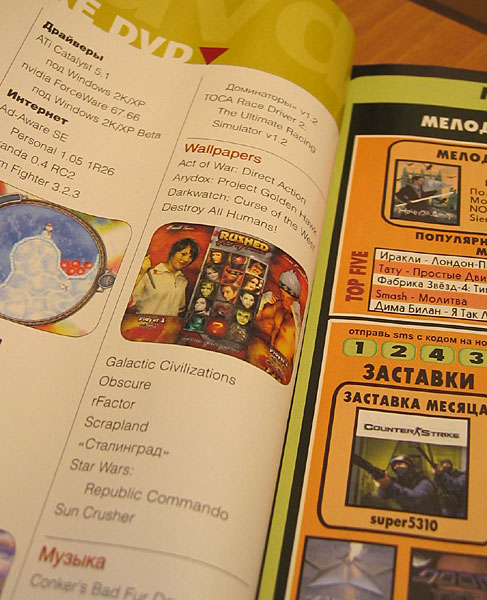 КЕ DVD
Драйверы
ATi Catalyst 5.1
под Windows 2K/XP
nvidia ForceWare 67.66
под Windows 2K/XP Beta
Интернет
Ad-Aware SE
Personal 1.05 1R26
0.4 RC2
Fighter 3.2.3
Доминаторы» v1.2
TOCA Race Driver 2:
The Ultimate Racing
Simulator v1.2
Wallpapers
Act of War: Direct Action
Arydox: Project Golden Hawk
Darkwatch: Curse of the West
Destroy All Humans!
RUSHED
Galactic Civilizations
Obscure
rFactor
Scrapland
«Сталинград»
Star Wars:
Republic Commando
Sun Crusher
Музыка
Conker's Bad Fur
МЕЛОД
МЕЛОД
ПОПУЛЯРН
TOP FIVE
Иракли - Лондон-П
Тату - Простые Дви
Фабрика Звёзд-4: Ти
Smash - Молитва
Дима Билан - Я Так Л
отправь sms с кодом на но
1 2 4 3
ЗАСТАВКИ
ЗАСТАВКА МЕСЯЦА
COUNTER STRIKE
super5310